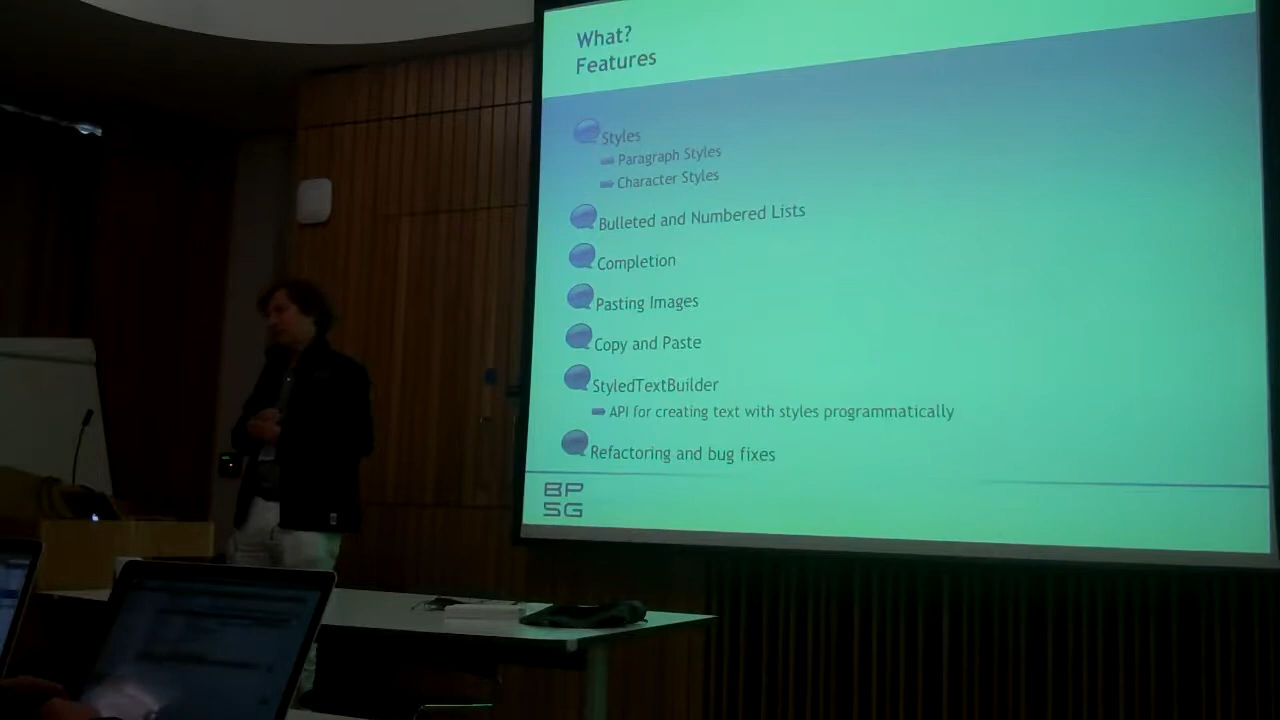 What?
Features
Styles
Paragraph Styles
Character Styles
Bulleted and Numbered Lists
Completion
Pasting Images
Copy and Paste
StyledTextBuilder
API for creating text with styles programmatically
Refactoring and bug fixes
BP
SG